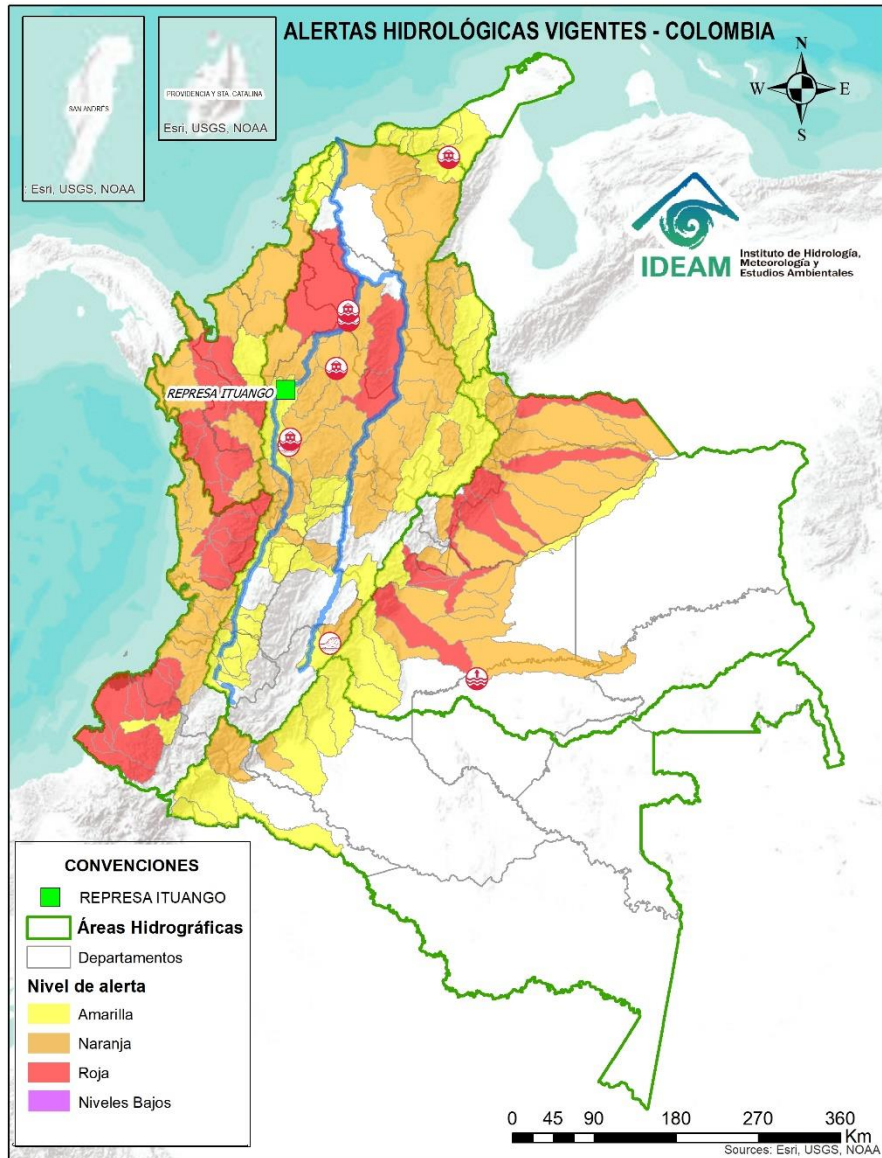 ALERTAS HIDROLÓGICAS VIGENTES - COLOMBIA
SAN ANDRÉS
: Esri, USGS, NOAA
PROVIDENCIA Y STA. CATALINA
Esri, USGS, NOAA
N
W
E
S
IDEAM
Instituto de Hidrología,
Meteorología y
Estudios Ambientales
REPRESA ITUANGO
CONVENCIONES
REPRESA ITUANGO
Áreas Hidrográficas
Departamentos
Nivel de alerta
Amarilla
Naranja
Roja
Niveles Bajos
0 45 90 180 270 360
Km
Sources: Esri, USGS, NOAA